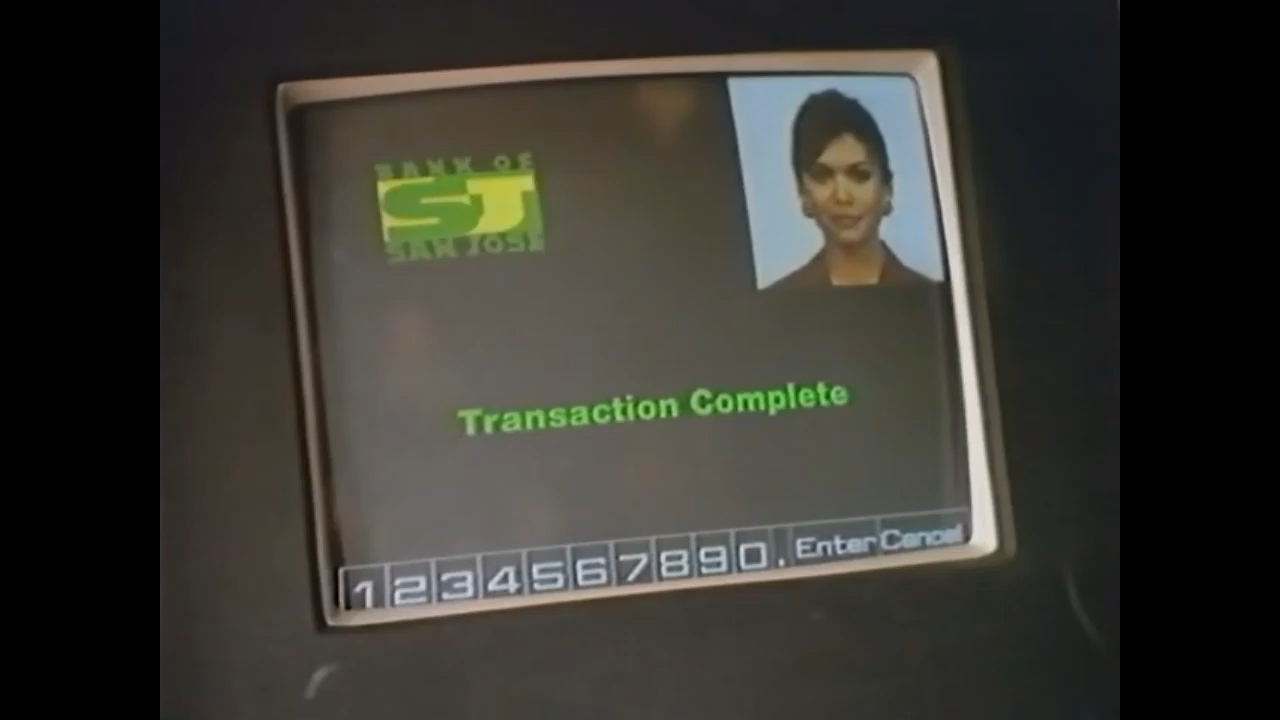 BANK OF
SJ
SAN JOSE
Transaction Complete
1 2 3 4 5 6 7 8 9 0 . Enter Cancel